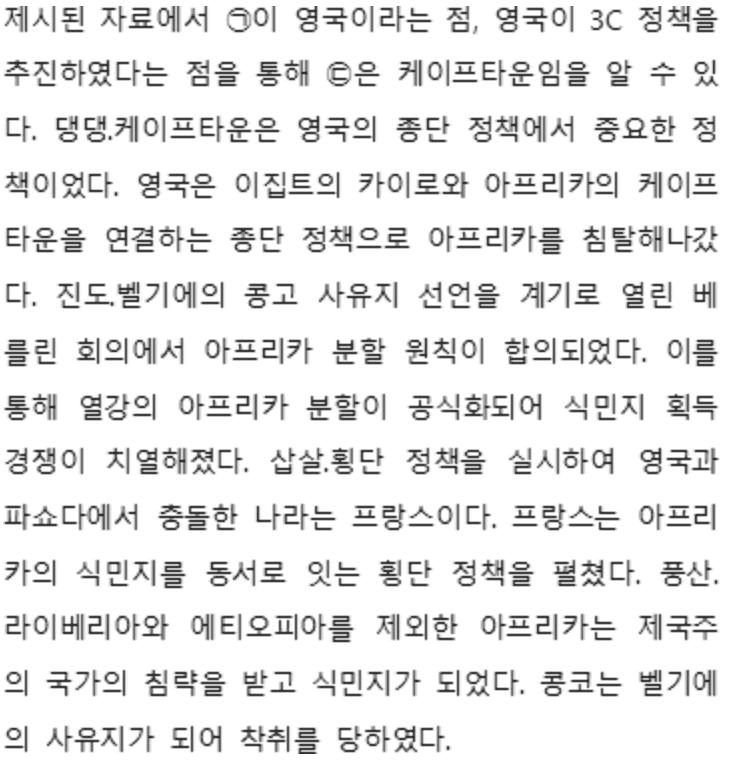 제시된 자료에서 ㉠이 영국이라는 점, 영국이 3C 정책을
추진하였다는 점을 통해 ㉢은 케이프타운임을 알 수 있
다. 댕댕.케이프타운은 영국의 종단 정책에서 중요한 정
책이었다. 영국은 이집트의 카이로와 아프리카의 케이프
타운을 연결하는 종단 정책으로 아프리카를 침탈해나갔
다. 진도.벨기에의 콩고 사유지 선언을 계기로 열린 베
를린 회의에서 아프리카 분할 원칙이 합의되었다. 이를
통해 열강의 아프리카 분할이 공식화되어 식민지 획득
경쟁이 치열해졌다. 삽살.횡단 정책을 실시하여 영국과
파쇼다에서 충돌한 나라는 프랑스이다. 프랑스는 아프리
카의 식민지를 동서로 잇는 횡단 정책을 펼쳤다. 풍산.
라이베리아와 에티오피아를 제외한 아프리카는 제국주
의 국가의 침략을 받고 식민지가 되었다. 콩코는 벨기에
의 사유지가 되어 착취를 당하였다.